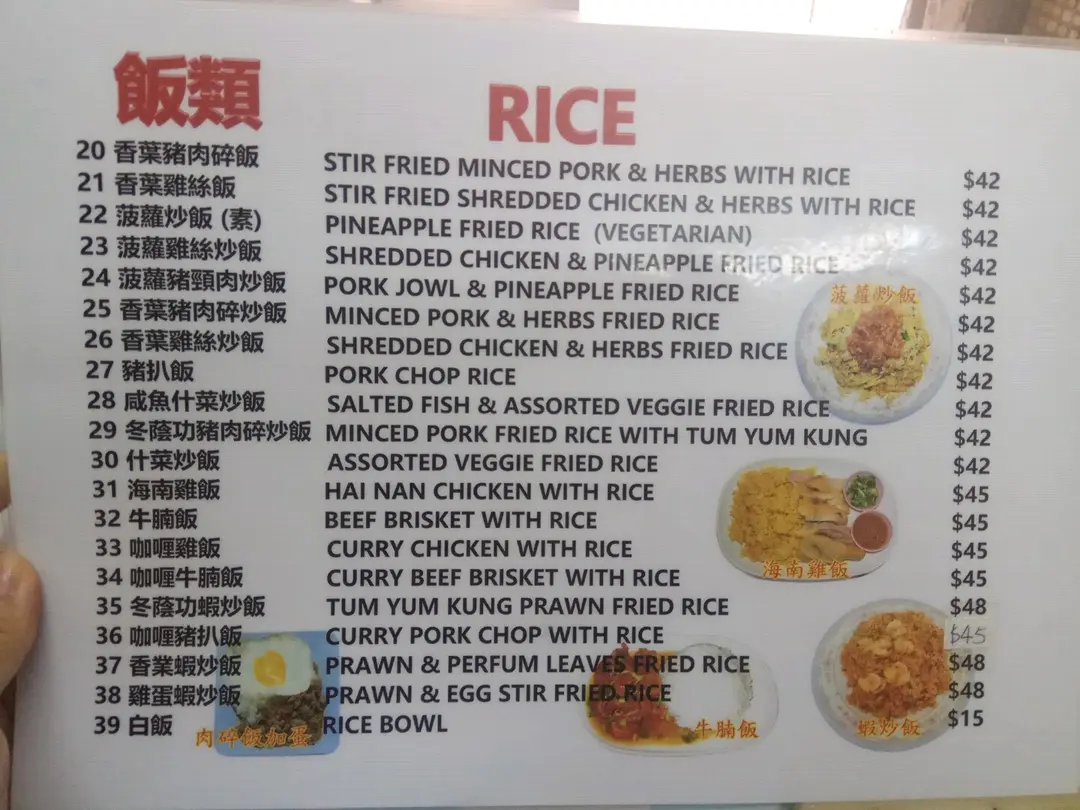 飯類 RICE
20 香葉豬肉碎飯 STIR FRIED MINCED PORK & HERBS WITH RICE $42
21 香葉雞絲飯 STIR FRIED SHREDDED CHICKEN & HERBS WITH RICE $42
22 菠蘿炒飯 (素) PINEAPPLE FRIED RICE (VEGETARIAN) $42
23 菠蘿雞絲炒飯 SHREDDED CHICKEN & PINEAPPLE FRIED RICE $42
24 菠蘿豬頸肉炒飯 PORK JOWL & PINEAPPLE FRIED RICE $42
25 香葉豬肉碎炒飯 MINCED PORK & HERBS FRIED RICE $42
26 香葉雞絲炒飯 SHREDDED CHICKEN & HERBS FRIED RICE $42
27 豬扒飯 PORK CHOP RICE $42
28 咸魚什菜炒飯 SALTED FISH & ASSORTED VEGGIE FRIED RICE $42
29 冬蔭功豬肉碎炒飯 MINCED PORK FRIED RICE WITH TUM YUM KUNG $42
30 什菜炒飯 ASSORTED VEGGIE FRIED RICE $42
31 海南雞飯 HAI NAN CHICKEN WITH RICE $45
32 牛腩飯 BEEF BRISKET WITH RICE $45
33 咖喱雞飯 CURRY CHICKEN WITH RICE $45
34 咖喱牛腩飯 CURRY BEEF BRISKET WITH RICE $45
35 冬蔭功蝦炒飯 TUM YUM KUNG PRAWN FRIED RICE $48
36 咖喱豬扒飯 CURRY PORK CHOP WITH RICE $45
37 香業蝦炒飯 PRAWN & PERFUM LEAVES FRIED RICE $48
38 雞蛋蝦炒飯 PRAWN & EGG STIR FRIED RICE $48
39 白飯 RICE BOWL $15
菠蘿炒飯
海南雞飯
肉碎飯加蛋
牛腩飯
蝦炒飯